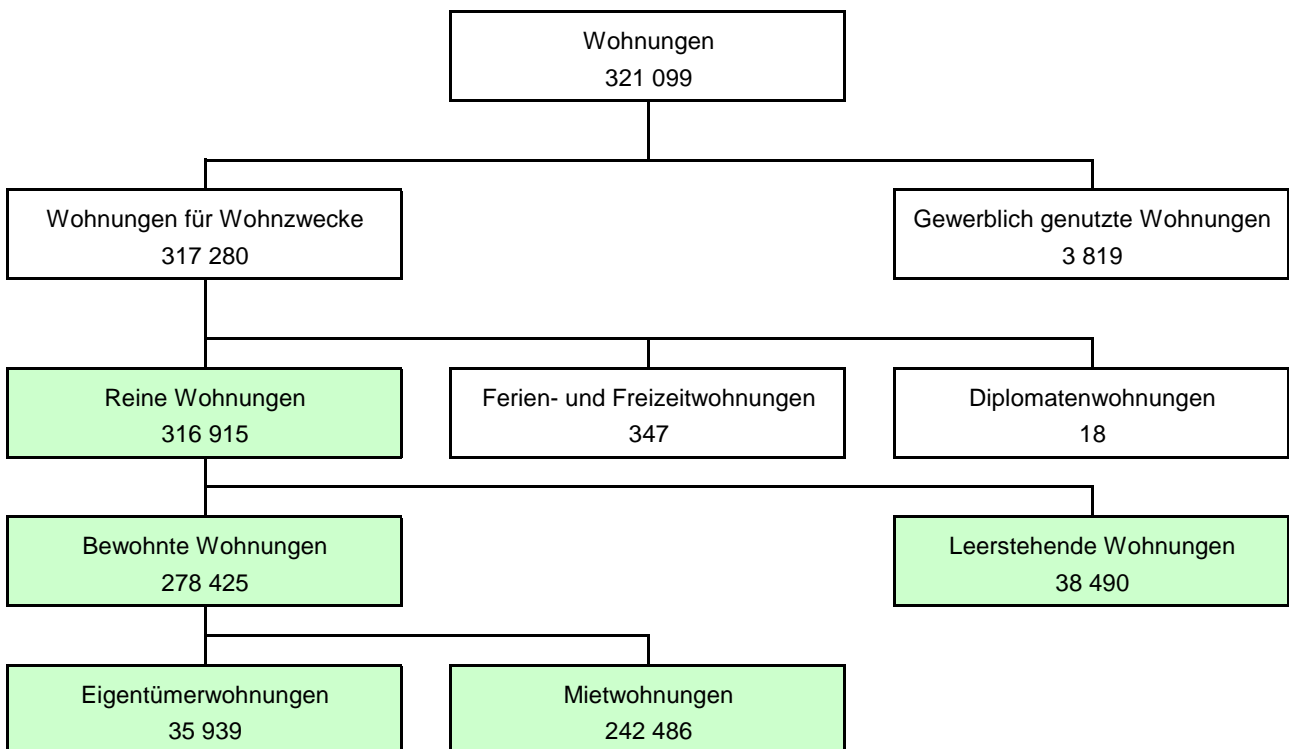 Wohnungen
321 099
Wohnungen für Wohnzwecke
317 280
Gewerblich genutzte Wohnungen
3 819
Reine Wohnungen
316 915
Ferien- und Freizeitwohnungen
347
Diplomatenwohnungen
18
Bewohnte Wohnungen
278 425
Leerstehende Wohnungen
38 490
Eigentümerwohnungen
35 939
Mietwohnungen
242 486